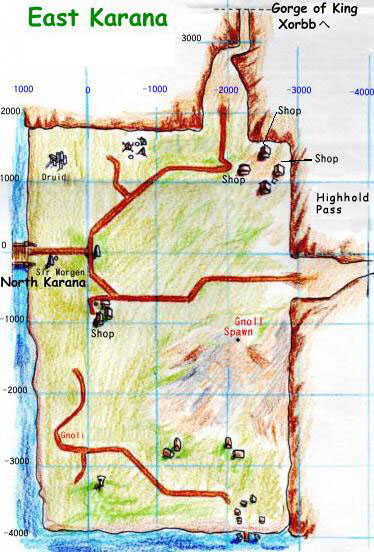 East Karana
Gorge of King
Xorbb
3000
1000
0
-1000
-2000
-3000
-4000
2000
Shop
Shop
Druid
Shop
1000
Highhold
Pass
0
Sir Morgen
North Karana
Gnoll
Spawn
-1000
Shop
-2000
Gnoll
-3000
-4000